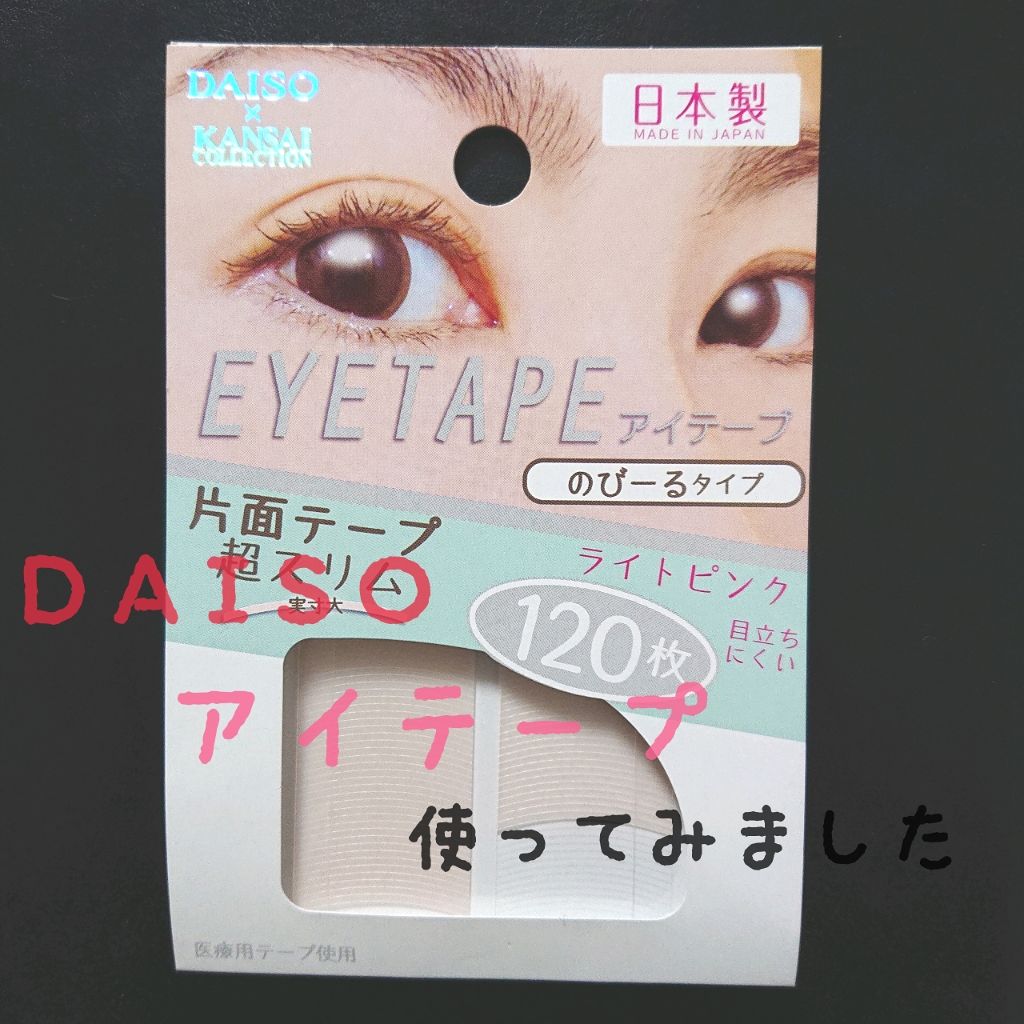 DAISO
×
KANSAI
COLLECTION
日本製
MADE IN JAPAN
EYETAPE
アイテープ
のびーるタイプ
片面テープ
超スリム
実寸大
ライトピンク
120枚
目立ち
にくい
DAISO
アイテープ
使ってみました
医療用テープ使用